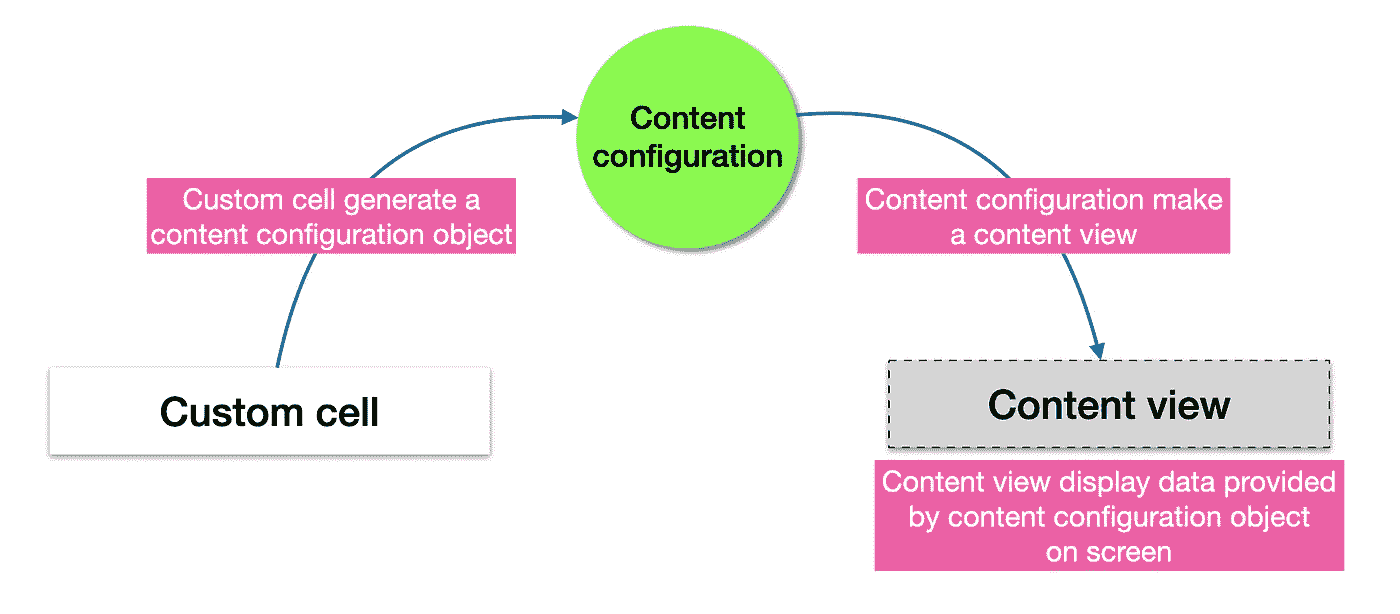 Content
configuration
Custom cell generate a
content configuration object
Content configuration make
a content view
Custom cell
Content view
Content view display data provided
by content configuration object
on screen